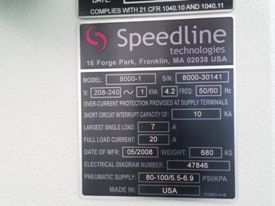 DATE
COMPLIES WITH 21 CFR 1040.10 AND 1040.11
Speedline
technologies
16 Forge Park, Franklin, MA 02038 USA
MODEL: 6000-1 SERIAL: 8000-30141
V: 208-240 ~ 1 KVA: 4.2 FREQ: 50/60 Hz
OVER-CURRENT PROTECTION PROVIDED AT SUPPLY TERMINALS
SHORT CIRCUIT INTERRUPT CAPACITY OF: 10 KA
LARGEST SINGLE LOAD: 7 A
FULL LOAD CURRENT: 20 A
DATE OF MFR: 05/2008 WEIGHT: 680 KG
ELECTRICAL DIAGRAM NUMBER: 47846
PNEUMATIC SUPPLY: 80-100/5.5-6.9 PSI/KPA
MADE IN: USA